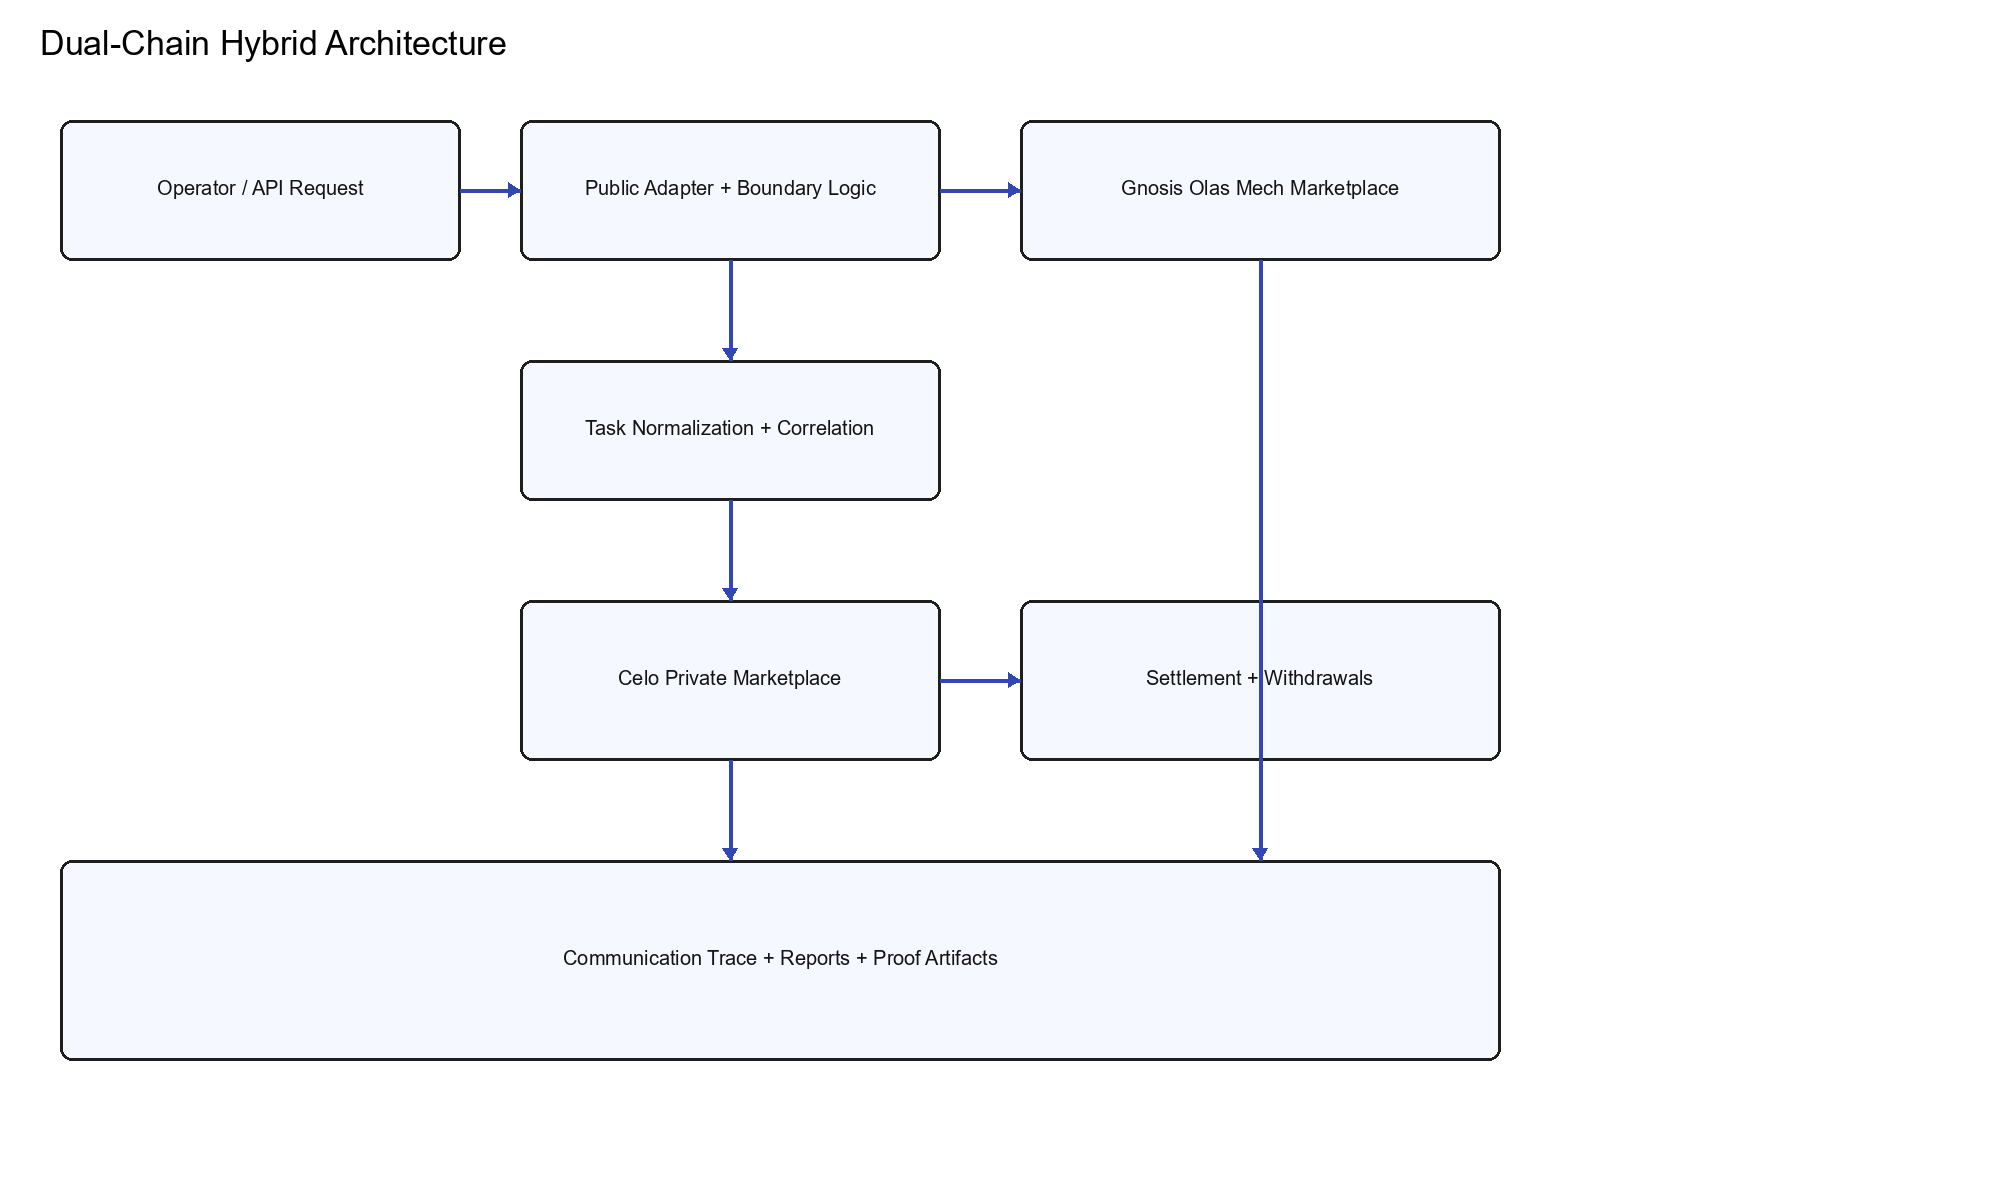 Dual-Chain Hybrid Architecture
Operator / API Request
Public Adapter + Boundary Logic
Gnosis Olas Mech Marketplace
Task Normalization + Correlation
Celo Private Marketplace
Settlement + Withdrawals
Communication Trace + Reports + Proof Artifacts